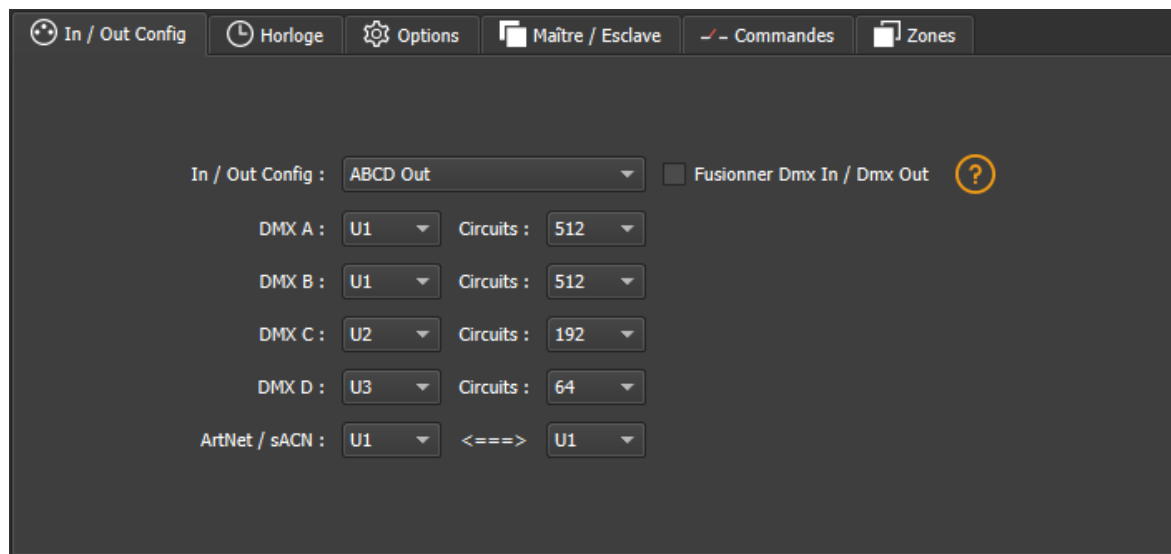 In / Out Config Horloge Options Maître / Esclave Commandes Zones
In / Out Config : ABCD Out Fusionner Dmx In / Dmx Out ?
DMX A : U1 Circuits : 512
DMX B : U1 Circuits : 512
DMX C : U2 Circuits : 192
DMX D : U3 Circuits : 64
ArtNet / sACN : U1 <===> U1